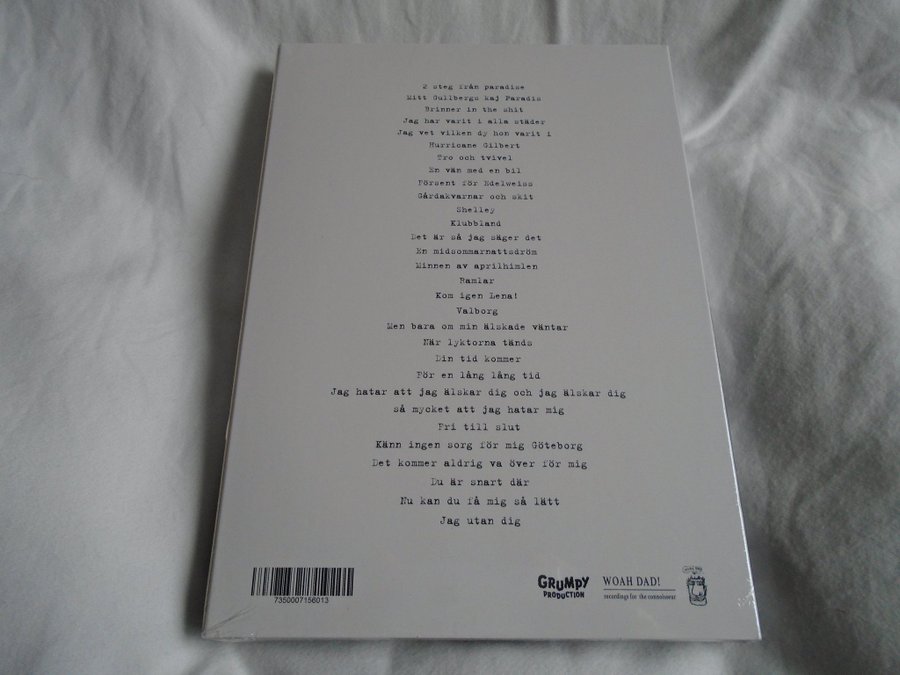 2 steg från paradise
Mitt Gullbergs kaj Paradis
Brinner in the shit
Jag har varit i alla städer
Jag vet vilken dy hon varit i
Hurricane Gilbert
Tro och tvivel
En vän med en bil
Försent för Edelweiss
Gårdakvarnar och skit
Shelley
Klubbland
Det är så jag säger det
En midsommarnattsdröm
Minnen av aprilhimlen
Ramlar
Kom igen Lena!
Valborg
Men bara om min älskade väntar
När lyktorna tänds
Din tid kommer
För en lång lång tid
Jag hatar att jag älskar dig och jag älskar dig
så mycket att jag hatar mig
Fri till slut
Känn ingen sorg för mig Göteborg
Det kommer aldrig va över för mig
Du är snart där
Nu kan du få mig så lätt
Jag utan dig
7350007156013
GRUMPY
PRODUCTION
WOAH DAD!
recordings for the connoisseur